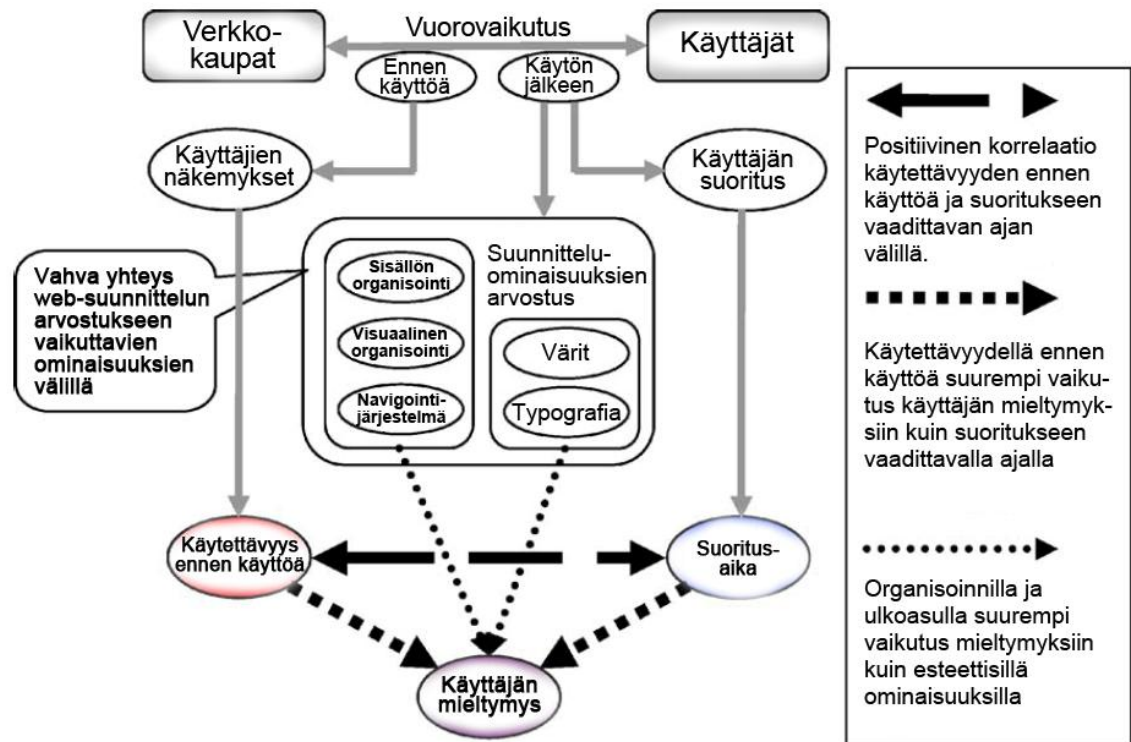 Verkko-
kaupat
Vuorovaikutus
Käyttäjät
Ennen
käyttöä
Käytön
jälkeen
Käyttäjien
näkemykset
Käyttäjän
suoritus
Vahva yhteys
web-suunnittelun
arvostukseen
vaikuttavien
ominaisuuksien
välillä
Sisällön
organisointi
Visuaalinen
organisointi
Navigointi-
järjestelmä
Suunnittelu-
ominaisuuksien
arvostus
Värit
Typografia
Käytettävyys
ennen käyttöä
Suoritus-
aika
Käyttäjän
mieltymys
Positiivinen korrelaatio
käytettävyyden ennen
käyttöä ja suoritukseen
vaadittavan ajan
välillä.
Käytettävyydellä ennen
käyttöä suurempi vaiku-
tus käyttäjän mieltymyk-
siin kuin suoritukseen
vaadittavalla ajalla
Organisoinnilla ja
ulkoasulla suurempi
vaikutus mieltymyksiin
kuin esteettisillä
ominaisuuksilla